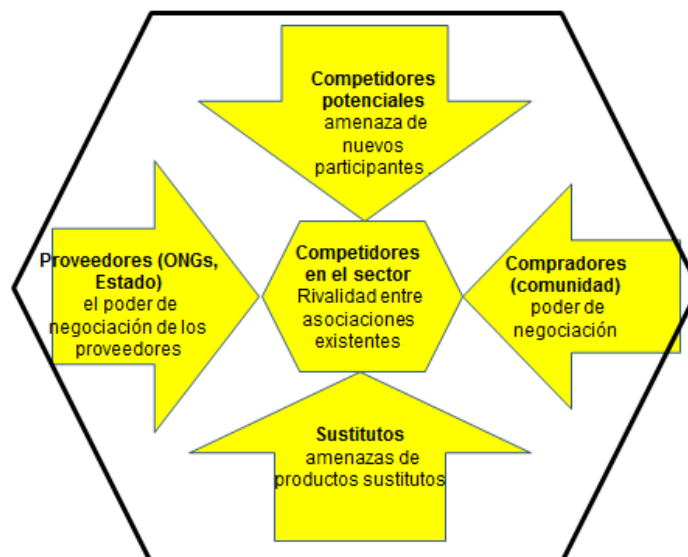 Competidores
potenciales
amenaza de
nuevos
participantes .
Proveedores (ONGs,
Estado)
el poder de
negociación de los
proveedores
Competidores
en el sector
Rivalidad entre
asociaciones
existentes
Compradores
(comunidad)
poder de
negociación
Sustitutos
amenazas de
productos sustitutos